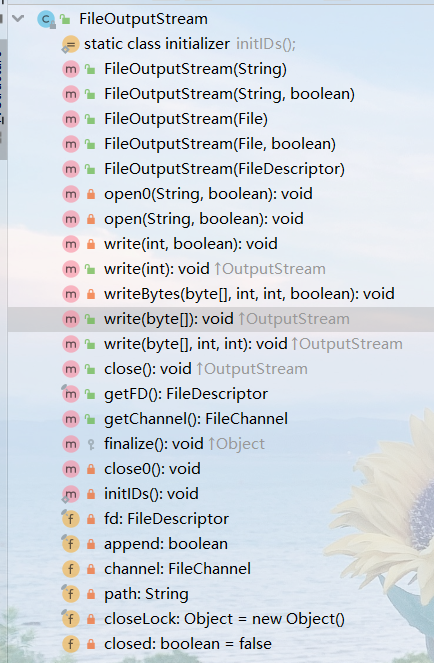 FileOutputStream
static class initializer initIDs();
FileOutputStream(String)
FileOutputStream(String, boolean)
FileOutputStream(File)
FileOutputStream(File, boolean)
FileOutputStream(FileDescriptor)
open0(String, boolean): void
open(String, boolean): void
write(int, boolean): void
write(int): void ↑OutputStream
writeBytes(byte[], int, int, boolean): void
write(byte[]): void ↑OutputStream
write(byte[], int, int): void ↑OutputStream
close(): void ↑OutputStream
getFD(): FileDescriptor
getChannel(): FileChannel
finalize(): void ↑Object
close0(): void
initIDs(): void
fd: FileDescriptor
append: boolean
channel: FileChannel
path: String
closeLock: Object = new Object()
closed: boolean = false